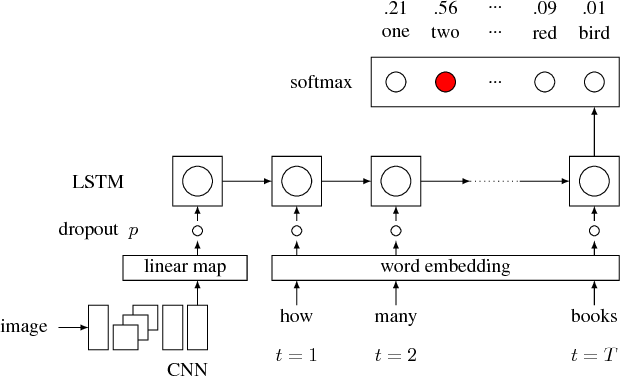 .21 .56 ... .09 .01
one two ... red bird
softmax ...
LSTM
dropout p
linear map word embedding
image how many books
t = 1 t = 2 t = T
CNN